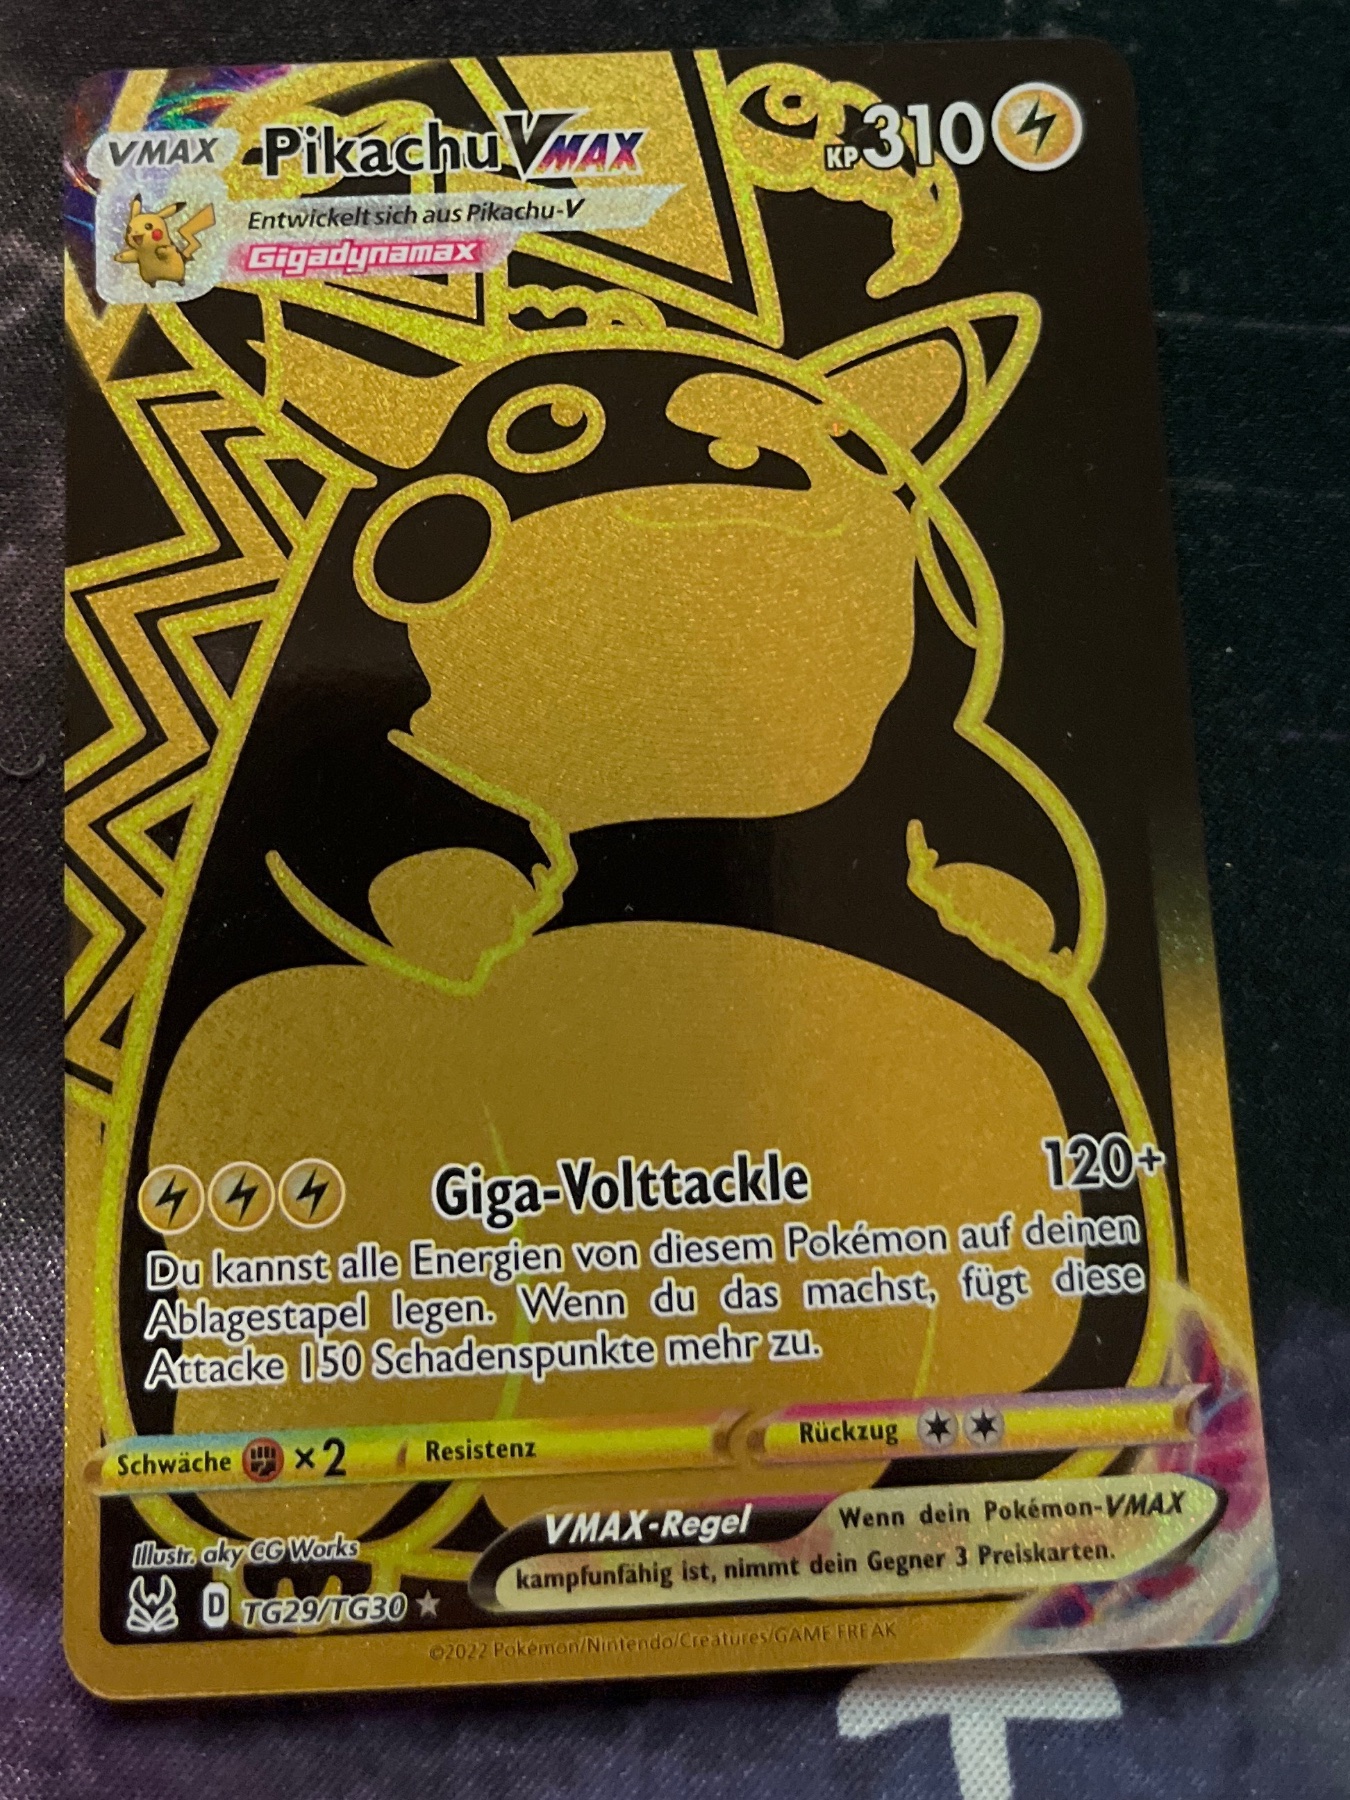 VMAX Pikachu VMAX KP 310
Entwickelt sich aus Pikachu-V
Gigadynamax
Giga-Volttackle 120+
Du kannst alle Energien von diesem Pokémon auf deinen
Ablagestapel legen. Wenn du das machst, fügt diese
Attacke 150 Schadenspunkte mehr zu.
Schwäche ×2 Resistenz Rückzug
VMAX-Regel Wenn dein Pokémon-VMAX
kampfunfähig ist, nimmt dein Gegner 3 Preiskarten.
Illustr. aky CG Works
D TG29/TG30
©2022 Pokémon/Nintendo/Creatures/GAME FREAK
T